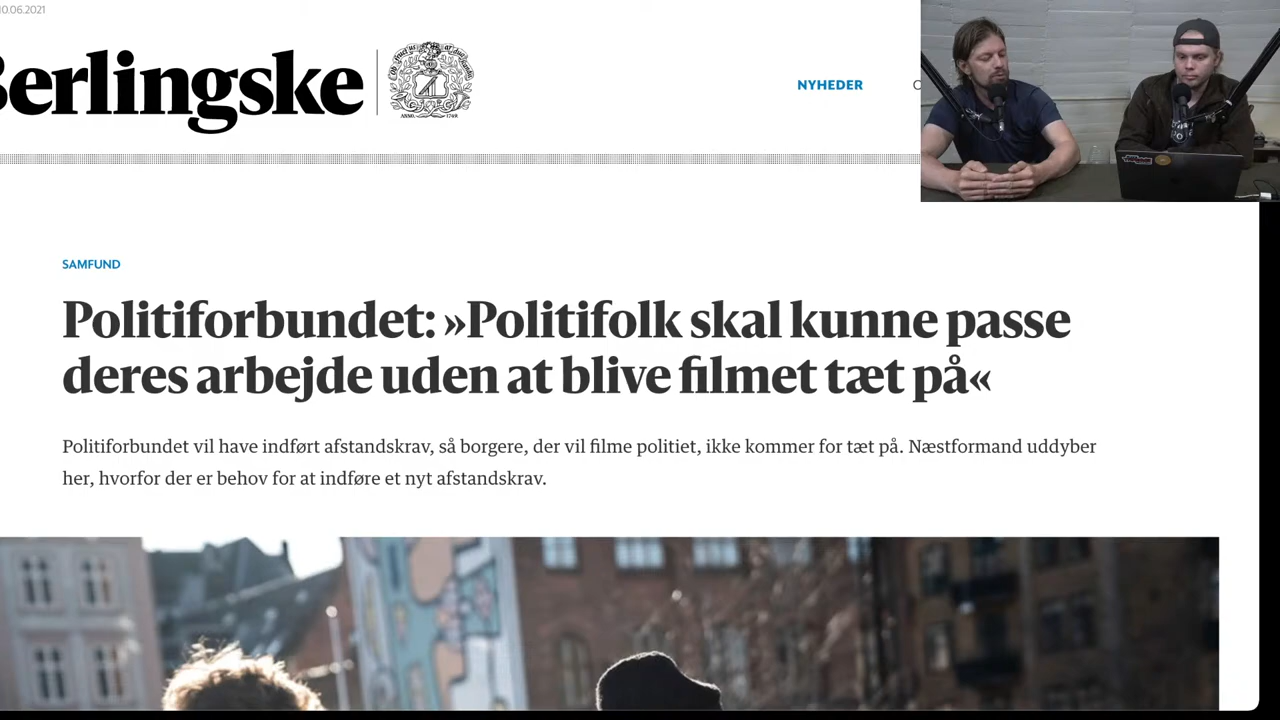 10.06.2021
Berlingske
ANNO. 1749.
NYHEDER
SAMFUND
Politiforbundet: »Politifolk skal kunne passe
deres arbejde uden at blive filmet tæt på«
Politiforbundet vil have indført afstandskrav, så borgere, der vil filme politiet, ikke kommer for tæt på. Næstformand uddyber
her, hvorfor der er behov for at indføre et nyt afstandskrav.